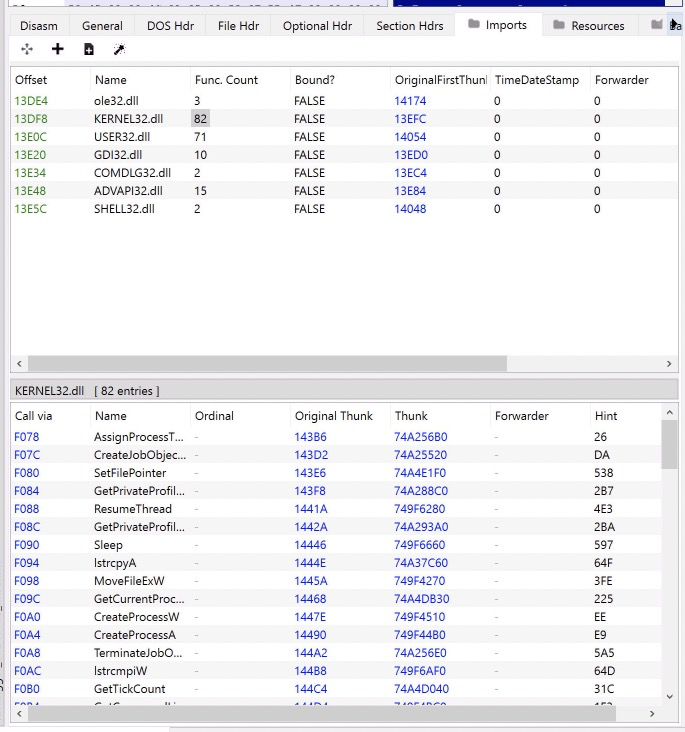 Disasm General DOS Hdr File Hdr Optional Hdr Section Hdrs Imports Resources
Offset Name Func. Count Bound? OriginalFirstThunl TimeDateStamp Forwarder
13DE4 ole32.dll 3 FALSE 14174 0 0
13DF8 KERNEL32.dll 82 FALSE 13EFC 0 0
13E0C USER32.dll 71 FALSE 14054 0 0
13E20 GDI32.dll 10 FALSE 13ED0 0 0
13E34 COMDLG32.dll 2 FALSE 13EC4 0 0
13E48 ADVAPI32.dll 15 FALSE 13E84 0 0
13E5C SHELL32.dll 2 FALSE 14048 0 0
KERNEL32.dll [ 82 entries ]
Call via Name Ordinal Original Thunk Thunk Forwarder Hint
F078 AssignProcessT... - 143B6 74A256B0 - 26
F07C CreateJobObjec... - 143D2 74A25520 - DA
F080 SetFilePointer - 143E6 74A4E1F0 - 538
F084 GetPrivateProfil... - 143F8 74A288C0 - 2B7
F088 ResumeThread - 1441A 749F6280 - 4E3
F08C GetPrivateProfil... - 1442A 74A293A0 - 2BA
F090 Sleep - 14446 749F6660 - 597
F094 lstrcpyA - 1444E 74A37C60 - 64F
F098 MoveFileExW - 1445A 749F4270 - 3FE
F09C GetCurrentProc... - 14468 74A4DB30 - 225
F0A0 CreateProcessW - 1447E 749F4510 - EE
F0A4 CreateProcessA - 14490 749F44B0 - E9
F0A8 TerminateJobO... - 144A2 74A256E0 - 5A5
F0AC lstrcmpiW - 144B8 749F6AF0 - 64D
F0B0 GetTickCount - 144C4 74A4D040 - 31C